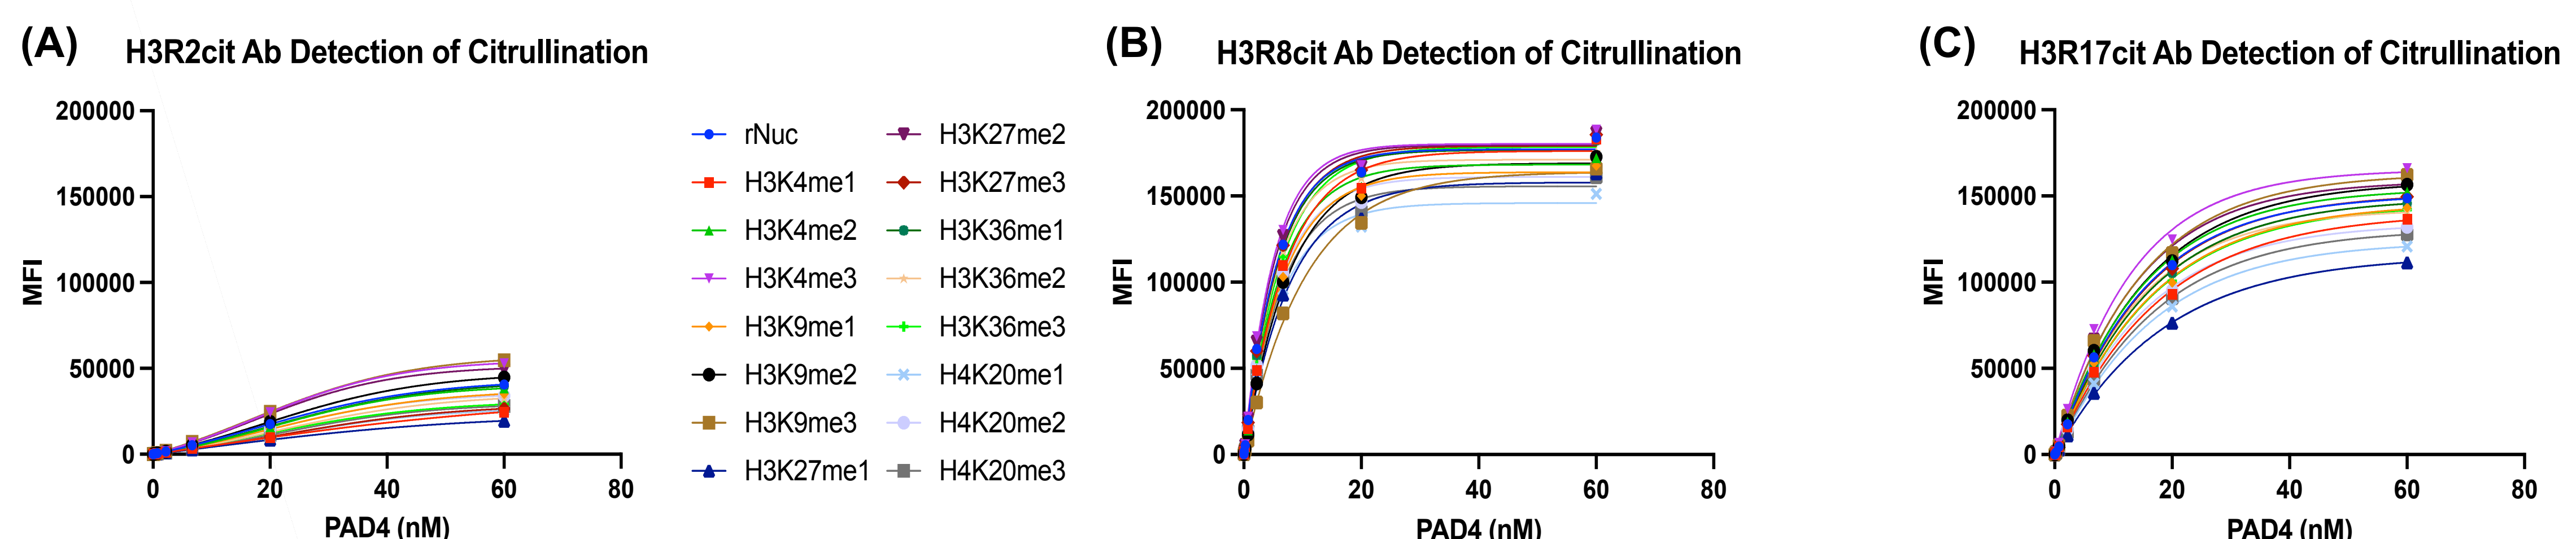 (A) H3R2cit Ab Detection of Citrullination
200000
150000
100000
50000
0
MFI
0 20 40 60 80
PAD4 (nM)
rNuc
H3K4me1
H3K4me2
H3K4me3
H3K9me1
H3K9me2
H3K9me3
H3K27me1
H3K27me2
H3K27me3
H3K36me1
H3K36me2
H3K36me3
H4K20me1
H4K20me2
H4K20me3
(B) H3R8cit Ab Detection of Citrullination
200000
150000
100000
50000
0
MFI
0 20 40 60 80
PAD4 (nM)
(C) H3R17cit Ab Detection of Citrullination
200000
150000
100000
50000
0
MFI
0 20 40 60 80
PAD4 (nM)